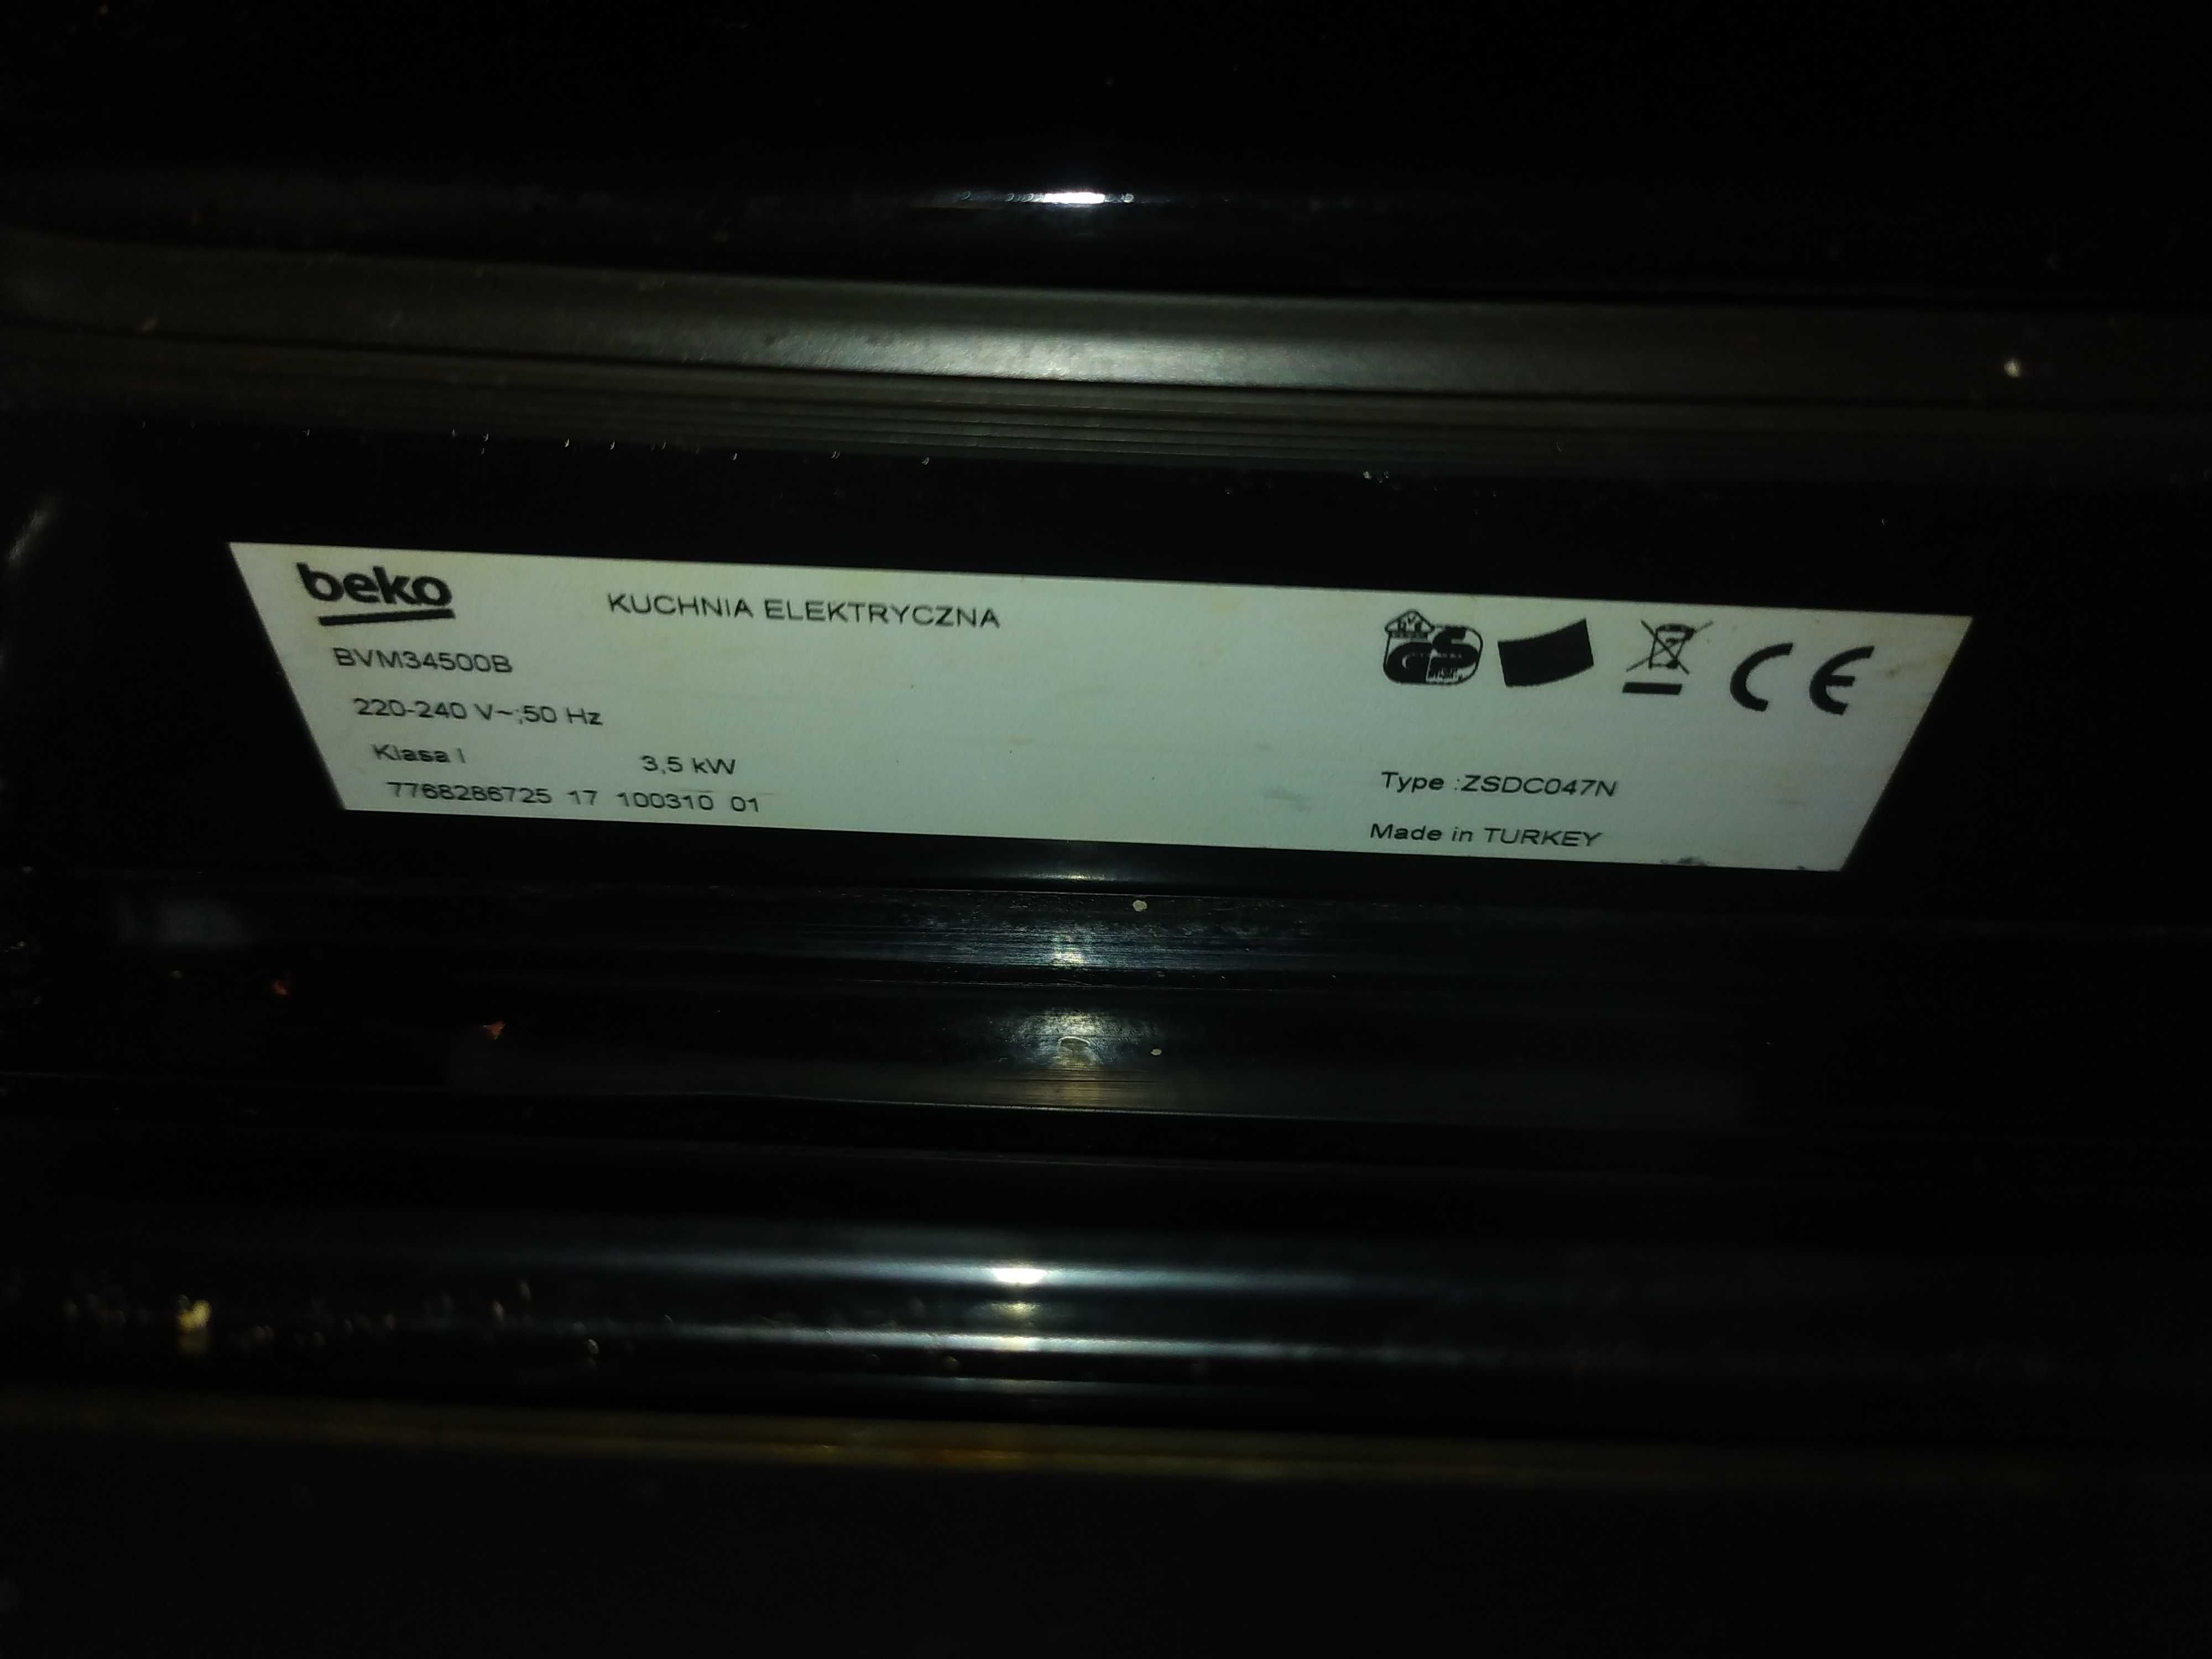 beko
KUCHNIA ELEKTRYCZNA
BVM34500B
220-240 V~;50 Hz
Klasa I 3,5 kW
7768286725 17 100310 01
GS
CE
Type :ZSDC047N
Made in TURKEY